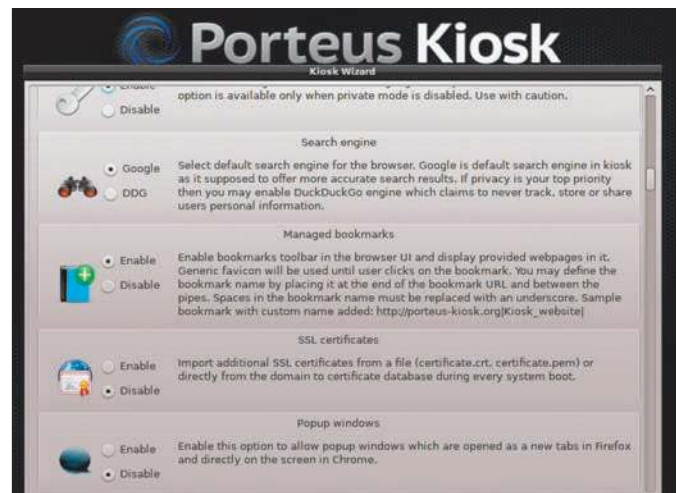 Porteus Kiosk
Kiosk Wizard
Enable
option is available only when private mode is disabled. Use with caution.
Disable
Search engine
Google
DDG
Select default search engine for the browser. Google is default search engine in kiosk
as it supposed to offer more accurate search results. If privacy is your top priority
then you may enable DuckDuckGo engine which claims to never track, store or share
users personal information.
Managed bookmarks
Enable
Disable
Enable bookmarks toolbar in the browser UI and display provided webpages in it.
Generic favicon will be used until user clicks on the bookmark. You may define the
bookmark name by placing it at the end of the bookmark URL and between the
pipes. Spaces in the bookmark name must be replaced with an underscore. Sample
bookmark with custom name added: http://porteus-kiosk.org|Kiosk_website|
SSL certificates
Enable
Disable
Import additional SSL certificates from a file (certificate.crt, certificate.pem) or
directly from the domain to certificate database during every system boot.
Popup windows
Enable
Disable
Enable this option to allow popup windows which are opened as a new tabs in Firefox
and directly on the screen in Chrome.